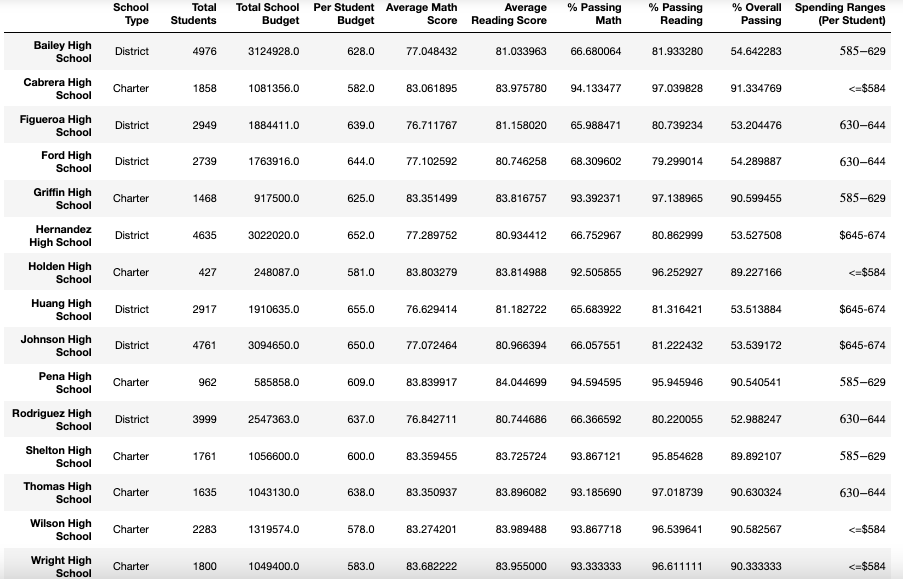 School Type Total Students Total School Budget Per Student Budget Average Math Score Average Reading Score % Passing Math % Passing Reading % Overall Passing Spending Ranges (Per Student)
Bailey High School District 4976 3124928.0 628.0 77.048432 81.033963 66.680064 81.933280 54.642283 585−629
Cabrera High School Charter 1858 1081356.0 582.0 83.061895 83.975780 94.133477 97.039828 91.334769 <=$584
Figueroa High School District 2949 1884411.0 639.0 76.711767 81.158020 65.988471 80.739234 53.204476 630−644
Ford High School District 2739 1763916.0 644.0 77.102592 80.746258 68.309602 79.299014 54.289887 630−644
Griffin High School Charter 1468 917500.0 625.0 83.351499 83.816757 93.392371 97.138965 90.599455 585−629
Hernandez High School District 4635 3022020.0 652.0 77.289752 80.934412 66.752967 80.862999 53.527508 $645-674
Holden High School Charter 427 248087.0 581.0 83.803279 83.814988 92.505855 96.252927 89.227166 <=$584
Huang High School District 2917 1910635.0 655.0 76.629414 81.182722 65.683922 81.316421 53.513884 $645-674
Johnson High School District 4761 3094650.0 650.0 77.072464 80.966394 66.057551 81.222432 53.539172 $645-674
Pena High School Charter 962 585858.0 609.0 83.839917 84.044699 94.594595 95.945946 90.540541 585−629
Rodriguez High School District 3999 2547363.0 637.0 76.842711 80.744686 66.366592 80.220055 52.988247 630−644
Shelton High School Charter 1761 1056600.0 600.0 83.359455 83.725724 93.867121 95.854628 89.892107 585−629
Thomas High School Charter 1635 1043130.0 638.0 83.350937 83.896082 93.185690 97.018739 90.630324 630−644
Wilson High School Charter 2283 1319574.0 578.0 83.274201 83.989488 93.867718 96.539641 90.582567 <=$584
Wright High School Charter 1800 1049400.0 583.0 83.682222 83.955000 93.333333 96.611111 90.333333 <=$584